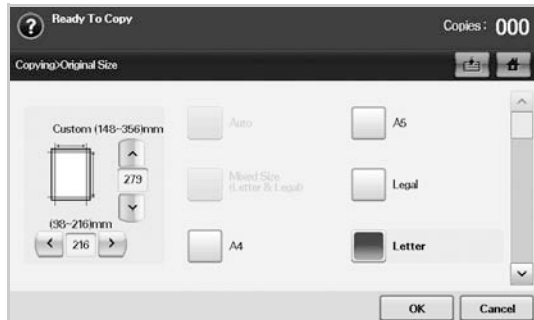 ? Ready To Copy
Copies : 000
Copying>Original Size
Custom (148~356)mm
279
(98~216)mm
216
Auto
Mixed Size
(Letter & Legal)
A4
A5
Legal
Letter
OK
Cancel